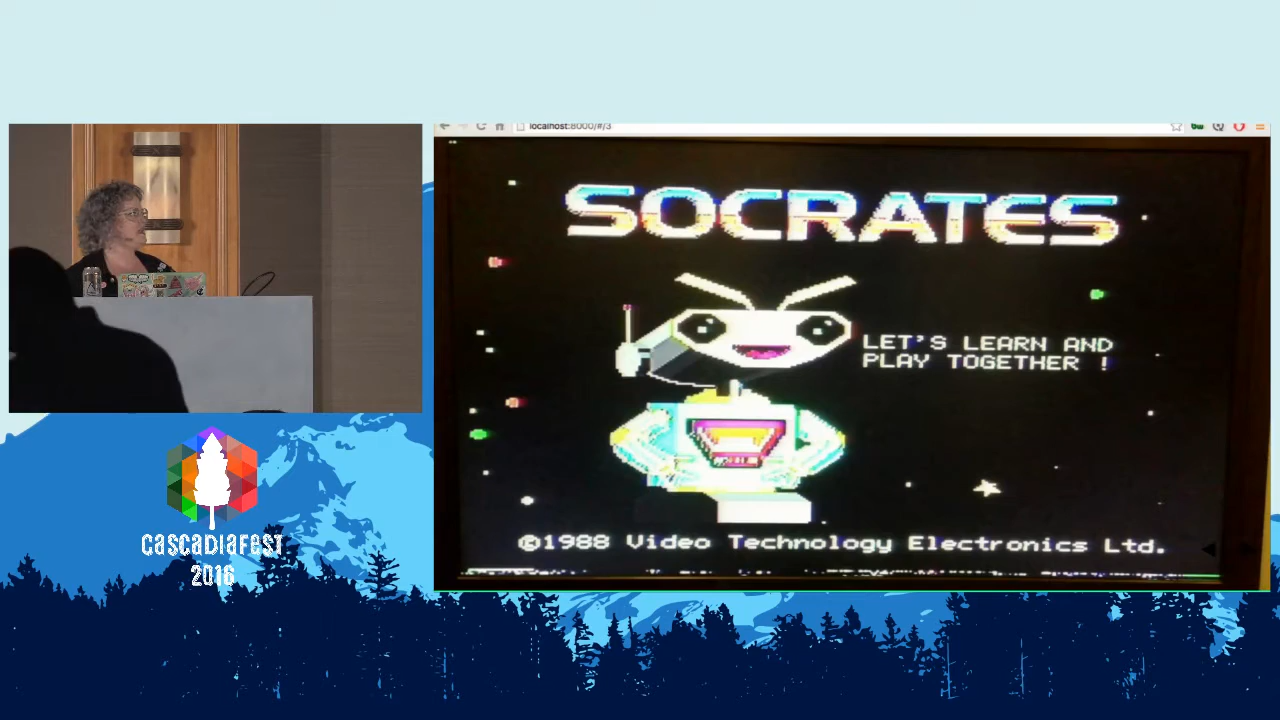 localhost:8000/#/3
SOCRATES
LET'S LEARN AND
PLAY TOGETHER !
©1988 Video Technology Electronics Ltd.
CASCADIAFEST
2016